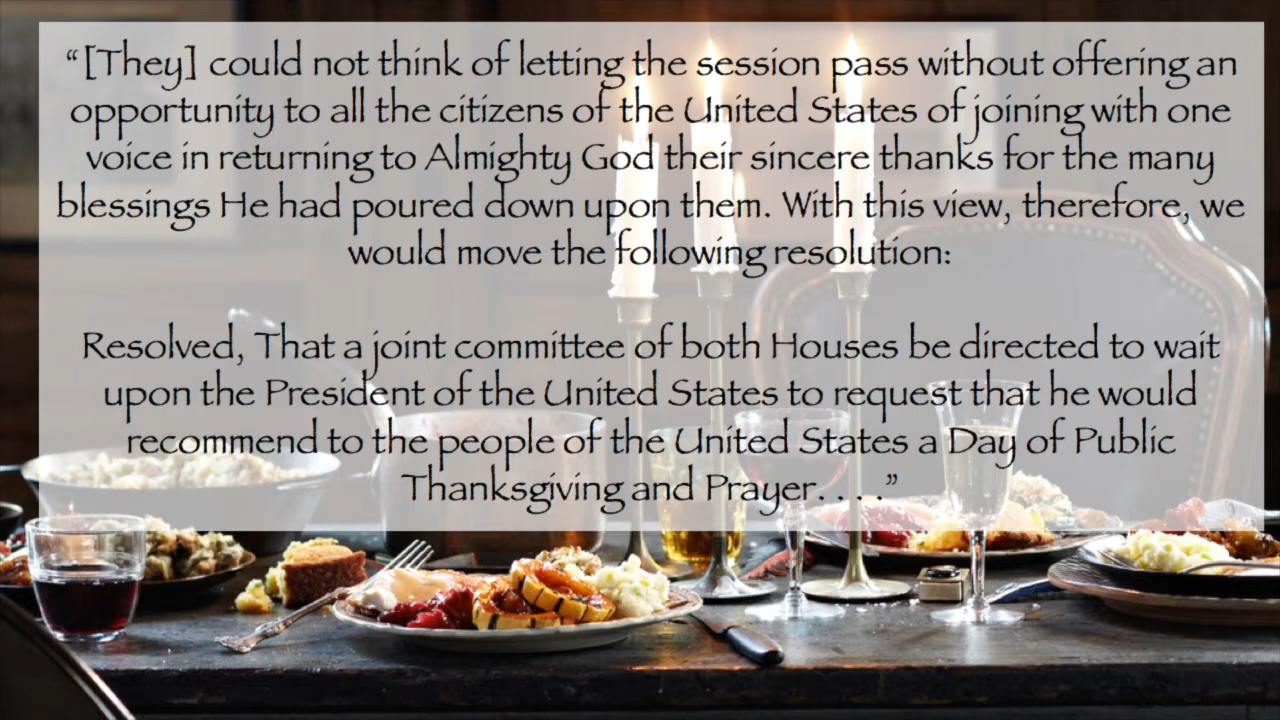 “[They] could not think of letting the session pass without offering an
opportunity to all the citizens of the United States of joining with one
voice in returning to Almighty God their sincere thanks for the many
blessings He had poured down upon them. With this view, therefore, we
would move the following resolution:
Resolved, That a joint committee of both Houses be directed to wait
upon the President of the United States to request that he would
recommend to the people of the United States a Day of Public
Thanksgiving and Prayer. . . .”